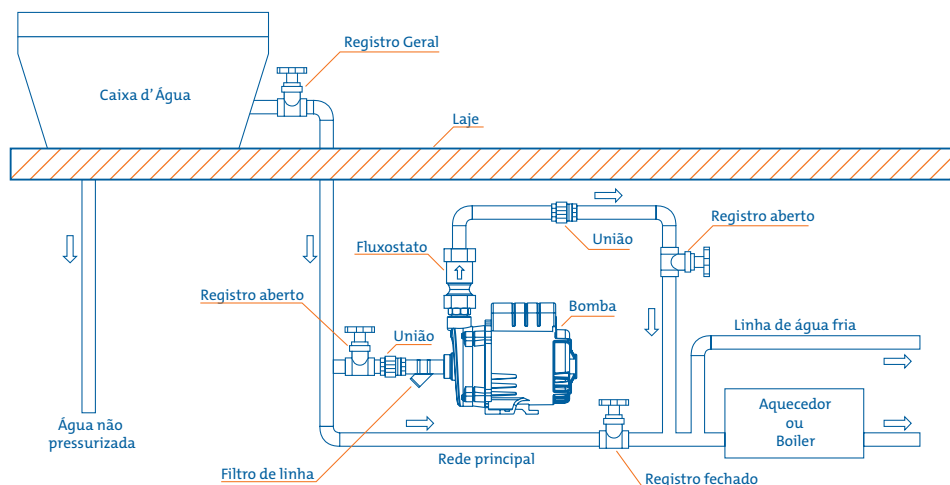 Registro Geral
Caixa d'Água
Laje
Registro aberto
União
Fluxostato
Registro aberto
Bomba
União
Linha de água fria
Aquecedor
ou
Boiler
Água não
pressurizada
Rede principal
Filtro de linha
Registro fechado